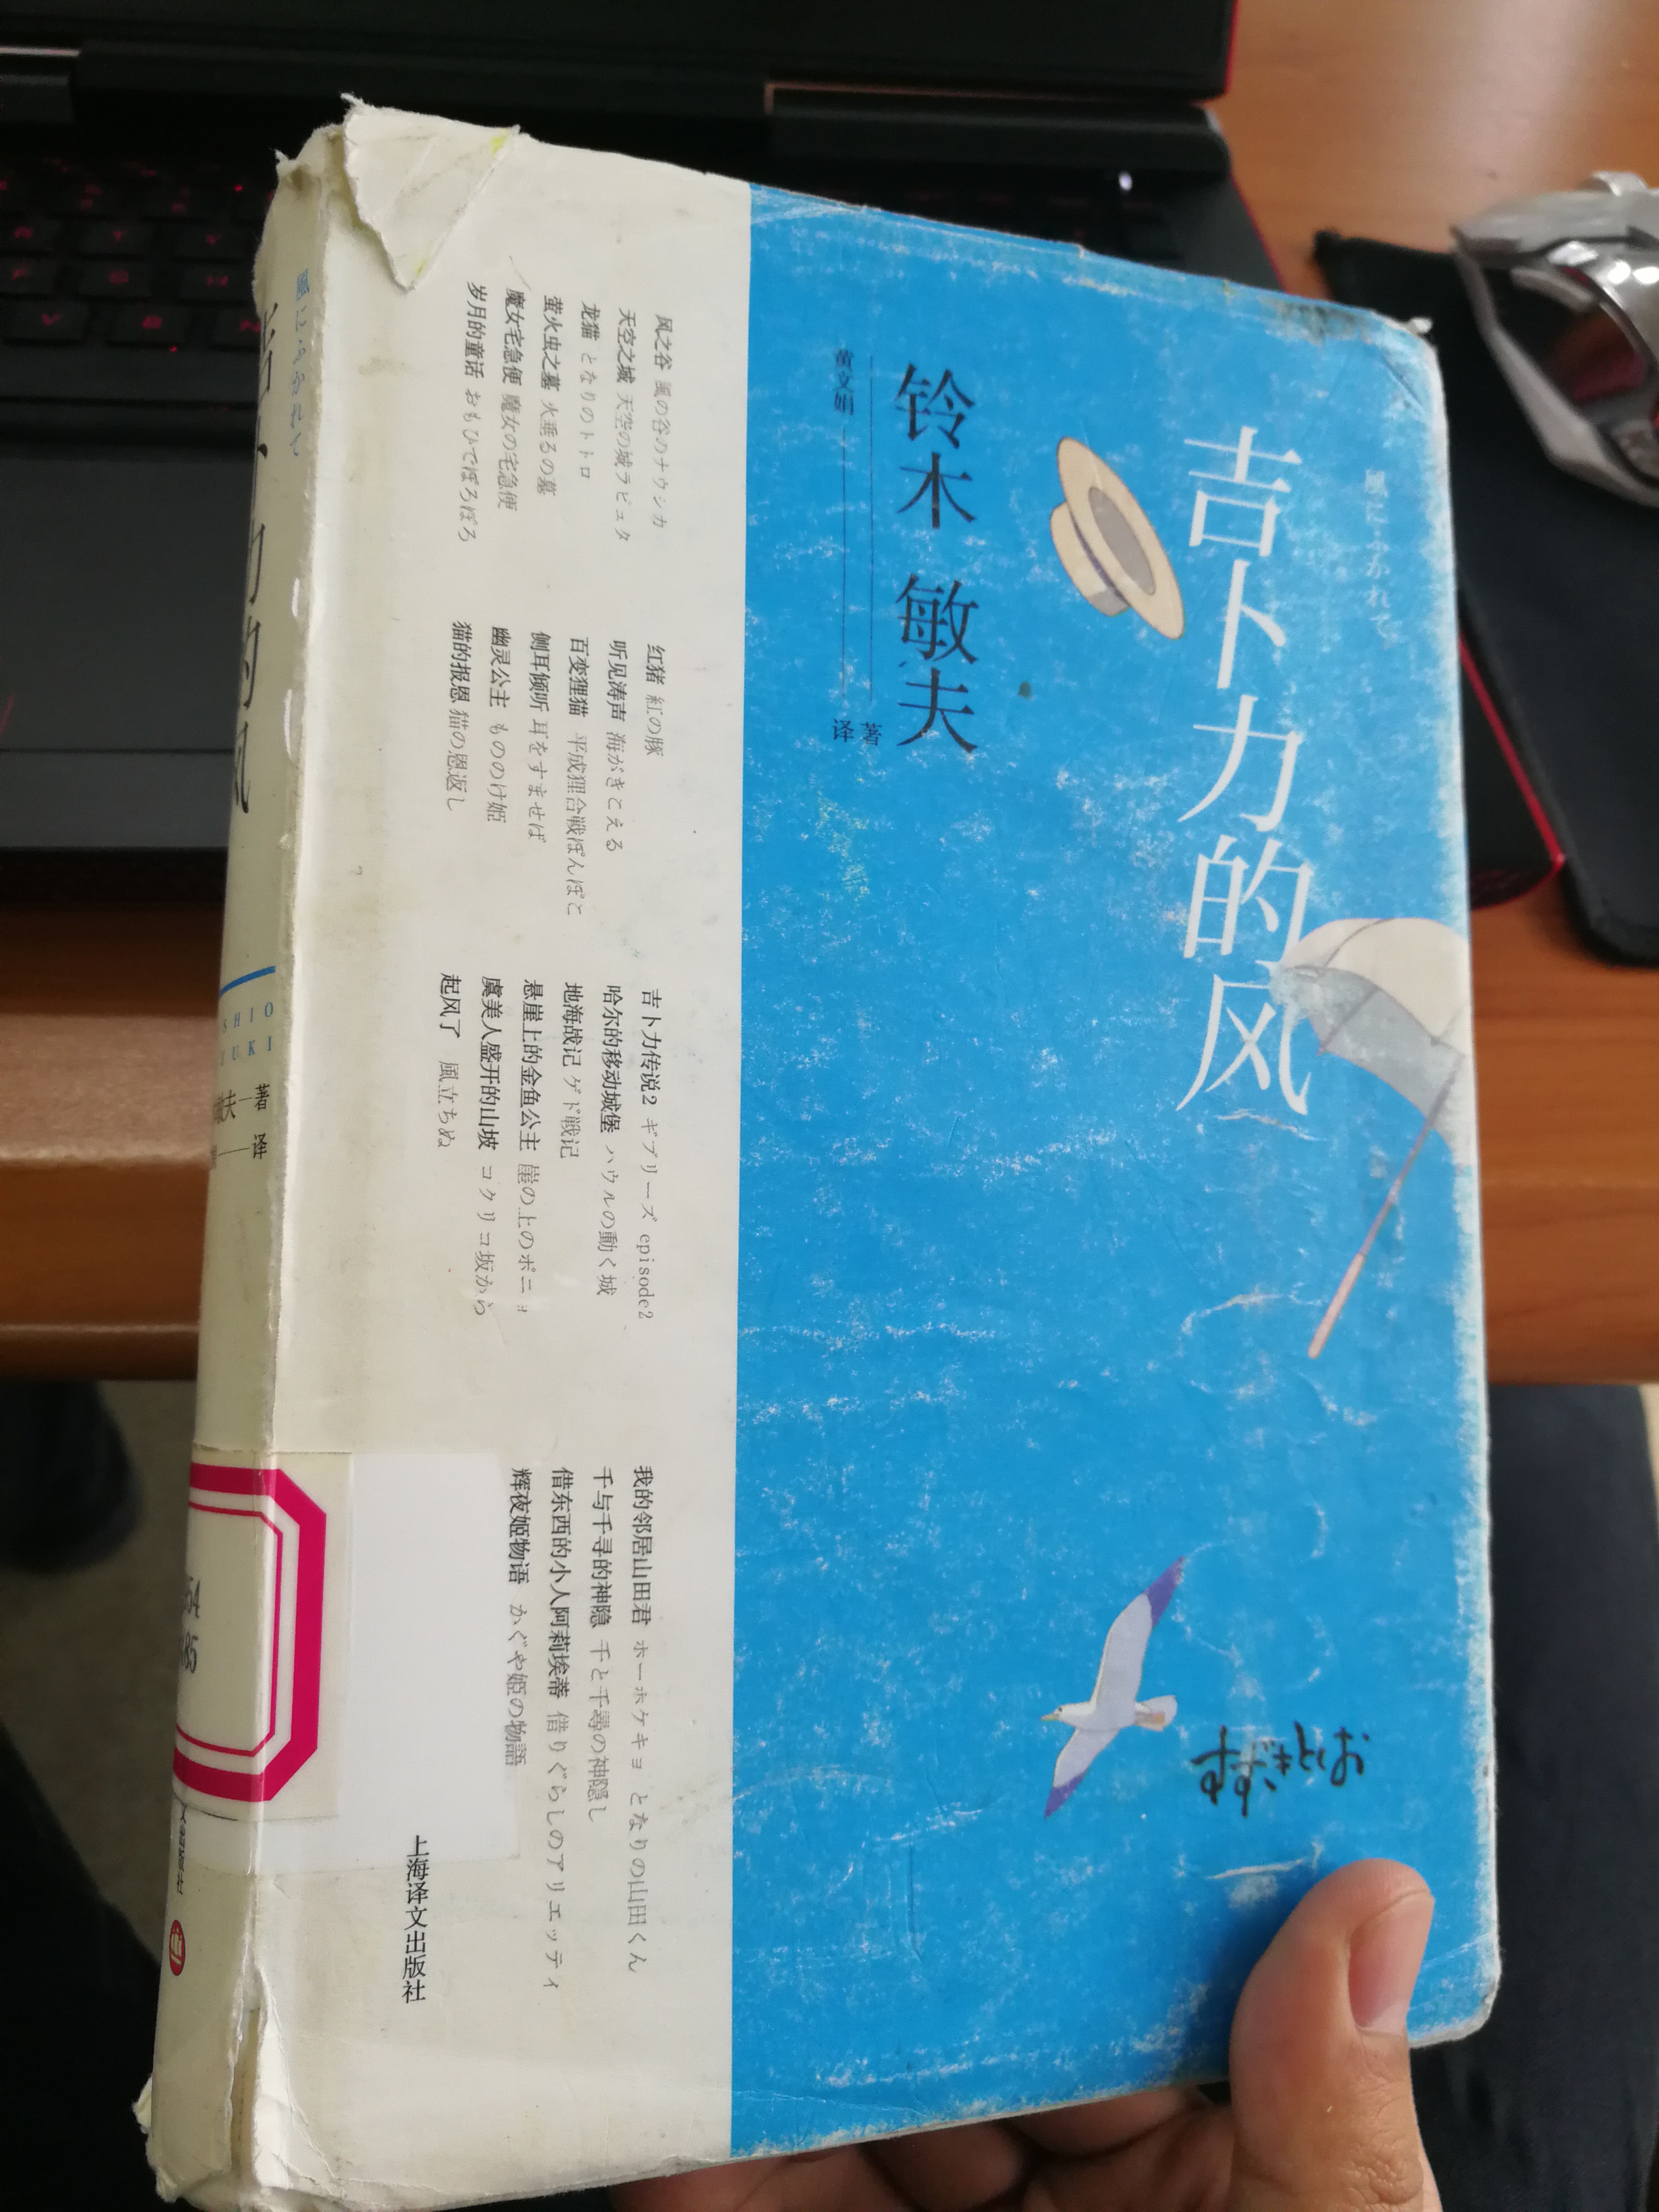 風にふかれて
吉卜力的风
铃木敏夫 著
黄文娟 译
风之谷 風の谷のナウシカ
天空之城 天空の城ラピュタ
龙猫 となりのトトロ
萤火虫之墓 火垂るの墓
魔女宅急便 魔女の宅急便
岁月的童话 おもひでぽろぽろ
红猪 紅の豚
听见涛声 海がきこえる
百变狸猫 平成狸合戦ぽんぽこ
侧耳倾听 耳をすませば
幽灵公主 もののけ姫
猫的报恩 猫の恩返し
吉卜力传说2 ギブリーズ episode2
哈尔的移动城堡 ハウルの動く城
地海战记 ゲド戦記
悬崖上的金鱼公主 崖の上のポニョ
虞美人盛开的山坡 コクリコ坂から
起风了 風立ちぬ
我的邻居山田君 ホーホケキョ となりの山田くん
千与千寻的神隐 千と千尋の神隠し
借东西的小人阿莉埃蒂 借りぐらしのアリエッティ
辉夜姬物语 かぐや姫の物語
上海译文出版社
風にふかれて
力的风
SHIO
UKI
敏夫 著
译
54
85